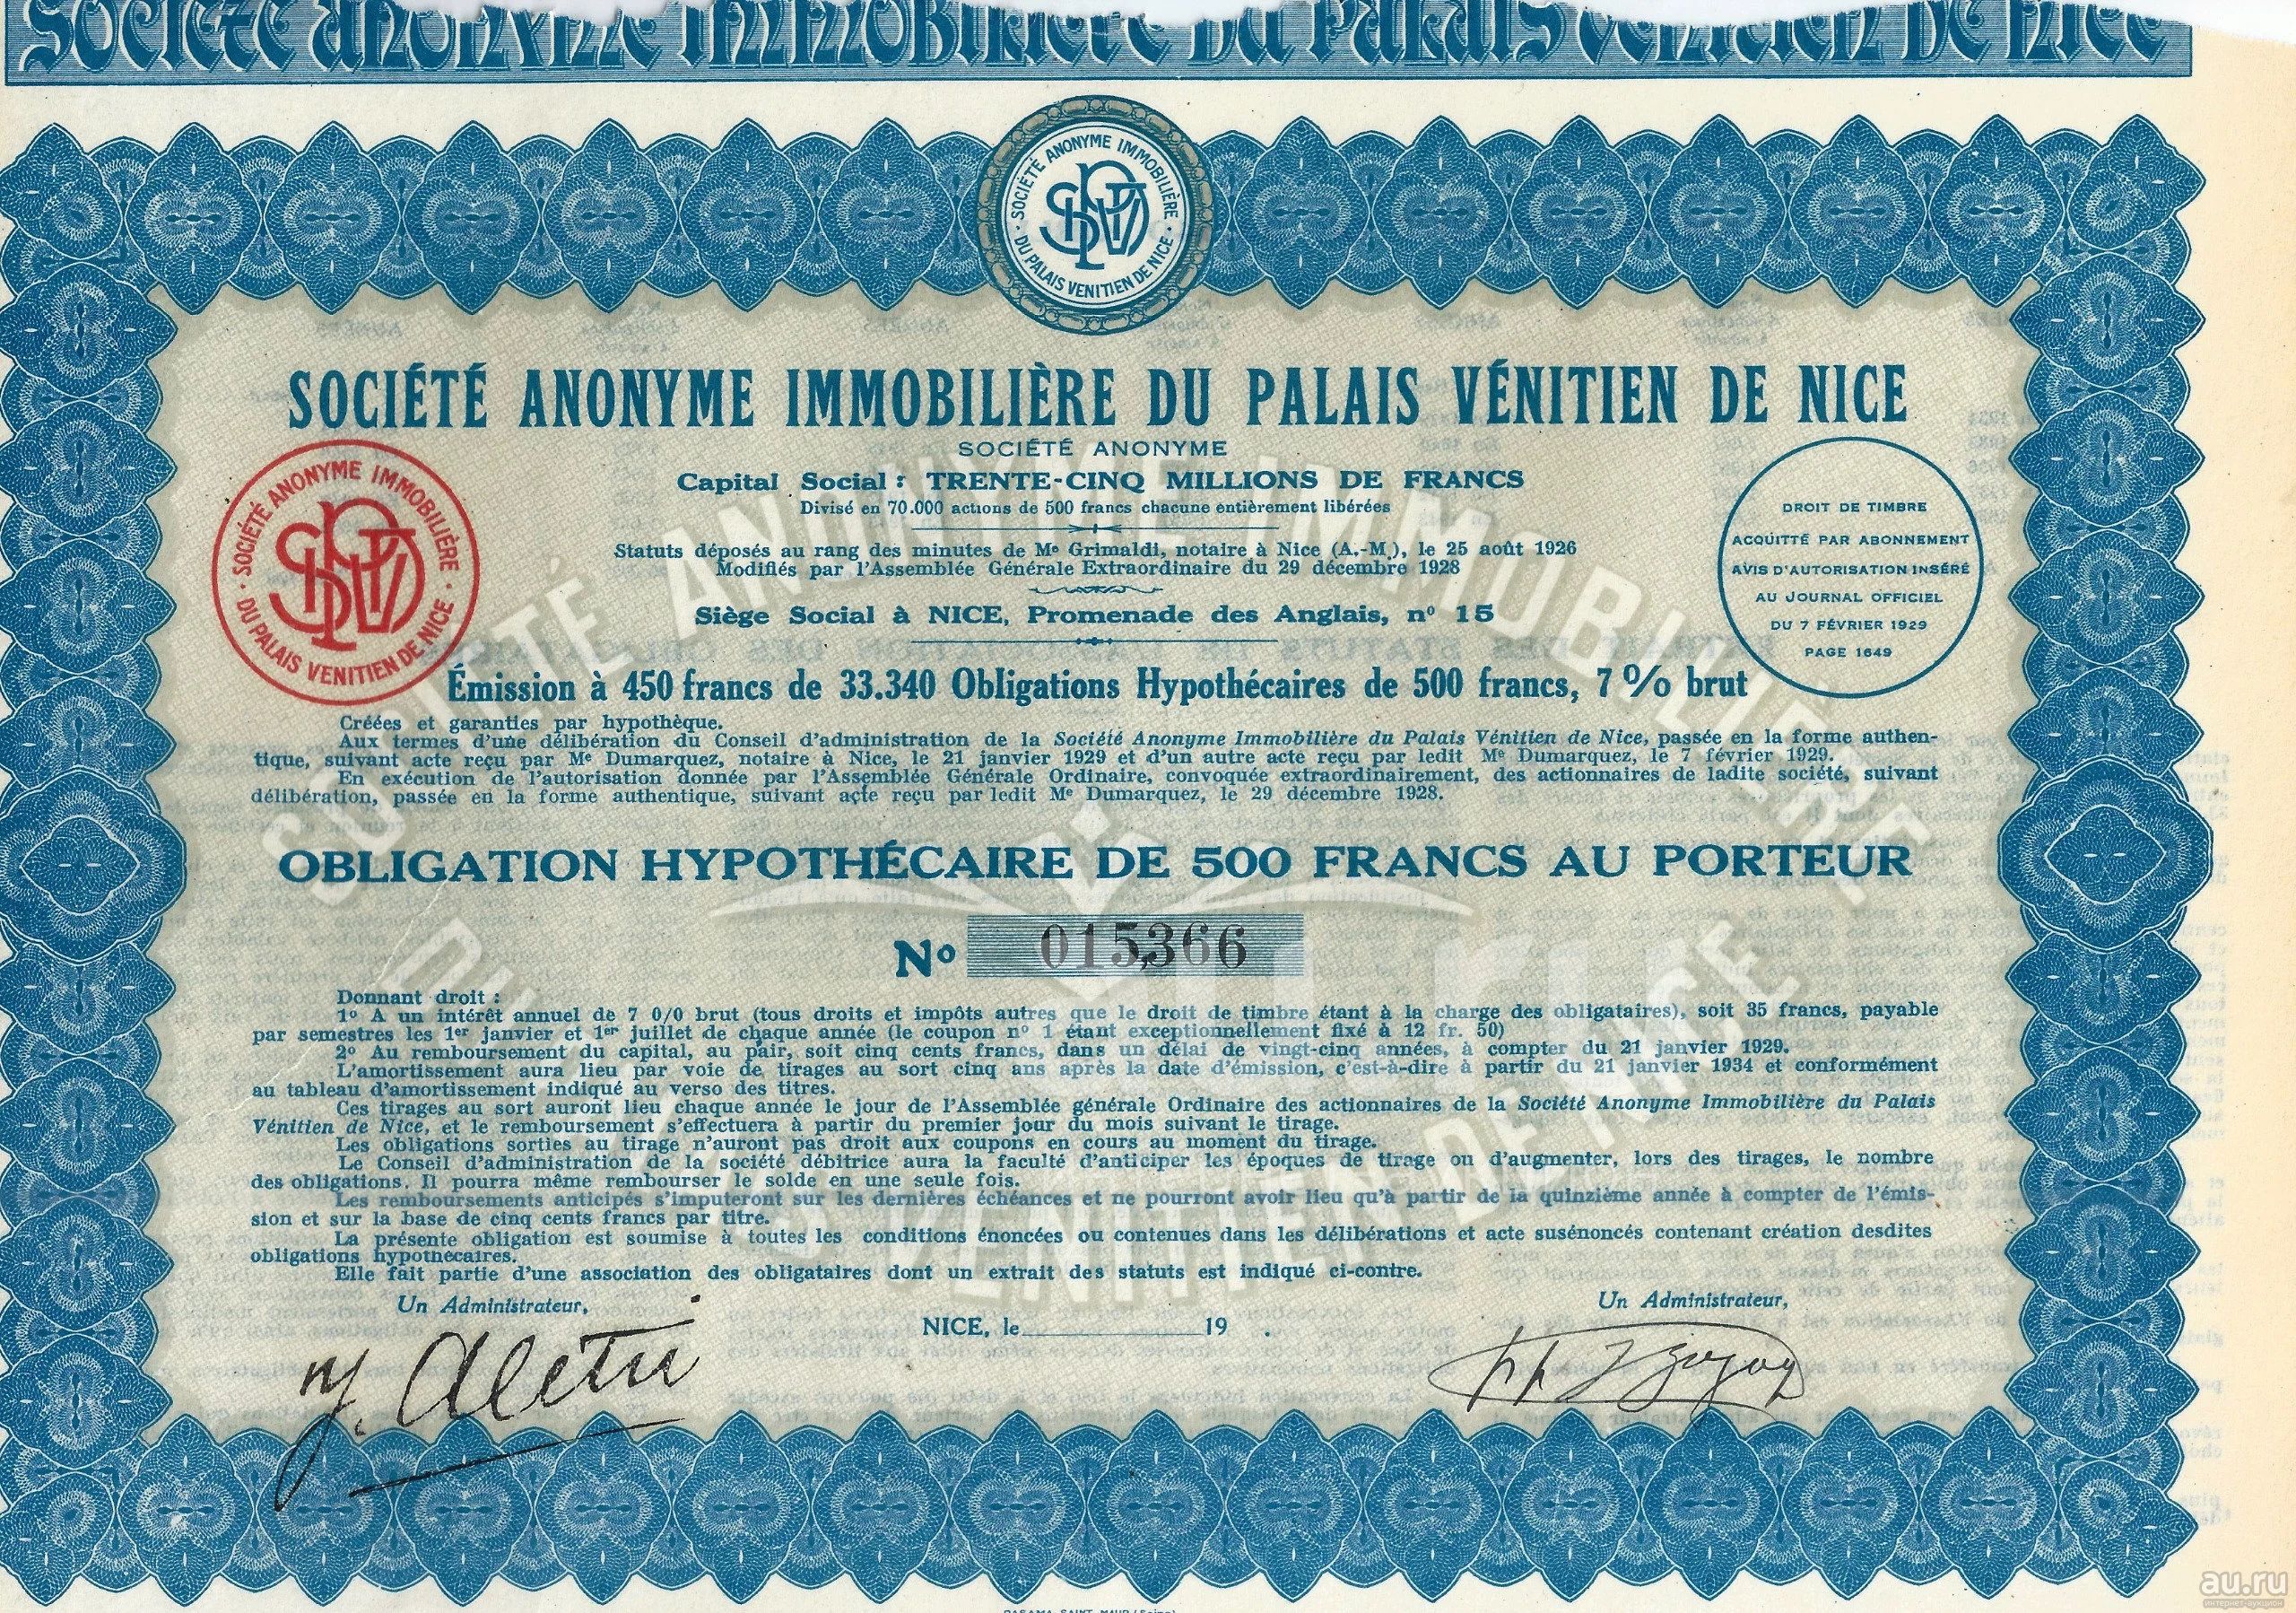 Société Anonyme Immobilière du Palais Vénitien de Nice
SOCIÉTÉ ANONYME IMMOBILIÈRE
DU PALAIS VENITIEN DE NICE
SOCIÉTÉ ANONYME IMMOBILIÈRE DU PALAIS VÉNITIEN DE NICE
SOCIÉTÉ ANONYME
Capital Social : TRENTE-CINQ MILLIONS DE FRANCS
Divisé en 70.000 actions de 500 francs chacune entièrement libérées
Statuts déposés au rang des minutes de Me Grimaldi, notaire à Nice (A.-M.), le 25 août 1926
Modifiés par l'Assemblée Générale Extraordinaire du 29 décembre 1928
Siège Social à NICE, Promenade des Anglais, no 15
SOCIÉTÉ ANONYME IMMOBILIÈRE
DU PALAIS VENITIEN DE NICE
DROIT DE TIMBRE
ACQUITTÉ PAR ABONNEMENT
AVIS D'AUTORISATION INSÉRÉ
AU JOURNAL OFFICIEL
DU 7 FÉVRIER 1929
PAGE 1649
Émission à 450 francs de 33.340 Obligations Hypothécaires de 500 francs, 7 % brut
Créées et garanties par hypothèque.
Aux termes d'une délibération du Conseil d'administration de la Société Anonyme Immobilière du Palais Vénitien de Nice, passée en la forme authen-
tique, suivant acte reçu par Me Dumarquez, notaire à Nice, le 21 janvier 1929 et d'un autre acte reçu par ledit Me Dumarquez, le 7 février 1929.
En exécution de l'autorisation donnée par l'Assemblée Générale Ordinaire, convoquée extraordinairement, des actionnaires de ladite société, suivant
délibération, passée en la forme authentique, suivant acte reçu par ledit Me Dumarquez, le 29 décembre 1928.
OBLIGATION HYPOTHÉCAIRE DE 500 FRANCS AU PORTEUR
No 015,366
Donnant droit :
1o A un intérêt annuel de 7 0/0 brut (tous droits et impôts autres que le droit de timbre étant à la charge des obligataires), soit 35 francs, payable
par semestres les 1er janvier et 1er juillet de chaque année (le coupon no 1 étant exceptionnellement fixé à 12 fr. 50)
2o Au remboursement du capital, au pair, soit cinq cents francs, dans un délai de vingt-cinq années, à compter du 21 janvier 1929.
L'amortissement aura lieu par voie de tirages au sort cinq ans après la date d'émission, c'est-à-dire à partir du 21 janvier 1934 et conformément
au tableau d'amortissement indiqué au verso des titres.
Ces tirages au sort auront lieu chaque année le jour de l'Assemblée générale Ordinaire des actionnaires de la Société Anonyme Immobilière du Palais
Vénitien de Nice, et le remboursement s'effectuera à partir du premier jour du mois suivant le tirage.
Les obligations sorties au tirage n'auront pas droit aux coupons en cours au moment du tirage.
Le Conseil d'administration de la société débitrice aura la faculté d'anticiper les époques de tirage ou d'augmenter, lors des tirages, le nombre
des obligations. Il pourra même rembourser le solde en une seule fois.
Les remboursements anticipés s'imputeront sur les dernières échéances et ne pourront avoir lieu qu'à partir de la quinzième année à compter de l'émis-
sion et sur la base de cinq cents francs par titre.
La présente obligation est soumise à toutes les conditions énoncées ou contenues dans les délibérations et acte susénoncés contenant création desdites
obligations hypothécaires.
Elle fait partie d'une association des obligataires dont un extrait des statuts est indiqué ci-contre.
Un Administrateur,
Un Administrateur,
NICE, le 19 .
SOCIÉTÉ ANONYME IMMOBILIERE
DU PALAIS VENITIEN DE NICE
au.ru
интернет-аукцион